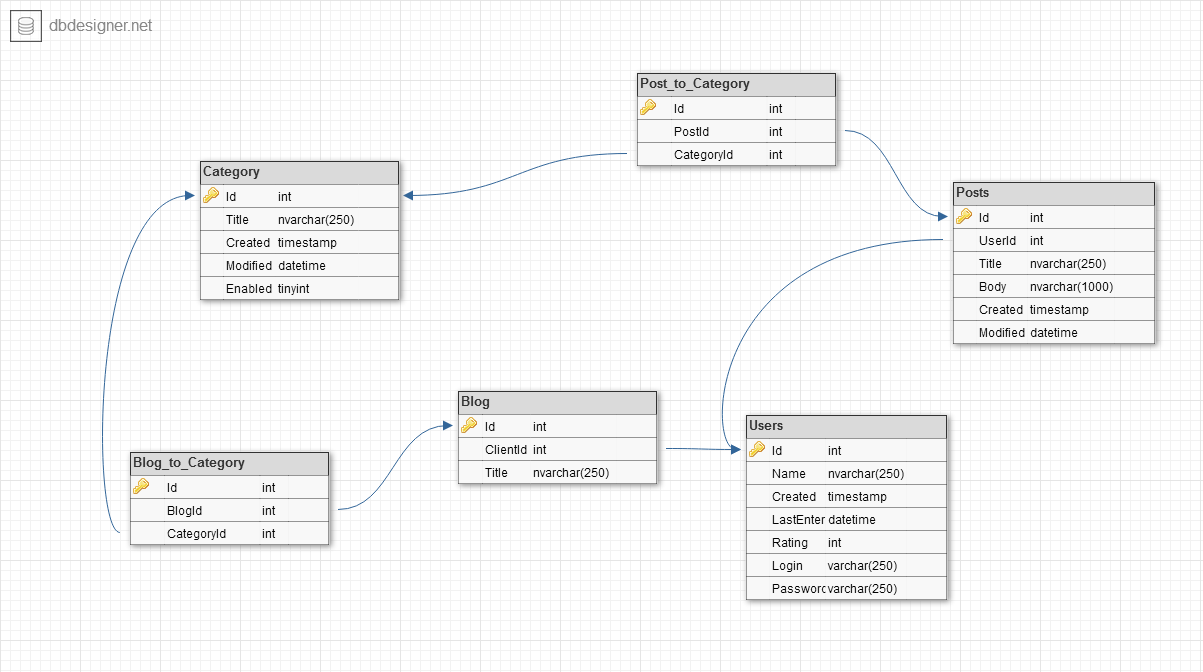 dbdesigner.net
Post_to_Category
Id int
PostId int
CategoryId int
Category
Id int
Title nvarchar(250)
Created timestamp
Modified datetime
Enabled tinyint
Posts
Id int
UserId int
Title nvarchar(250)
Body nvarchar(1000)
Created timestamp
Modified datetime
Blog
Id int
ClientId int
Title nvarchar(250)
Users
Id int
Name nvarchar(250)
Created timestamp
LastEnter datetime
Rating int
Login varchar(250)
Passworc varchar(250)
Blog_to_Category
Id int
BlogId int
CategoryId int